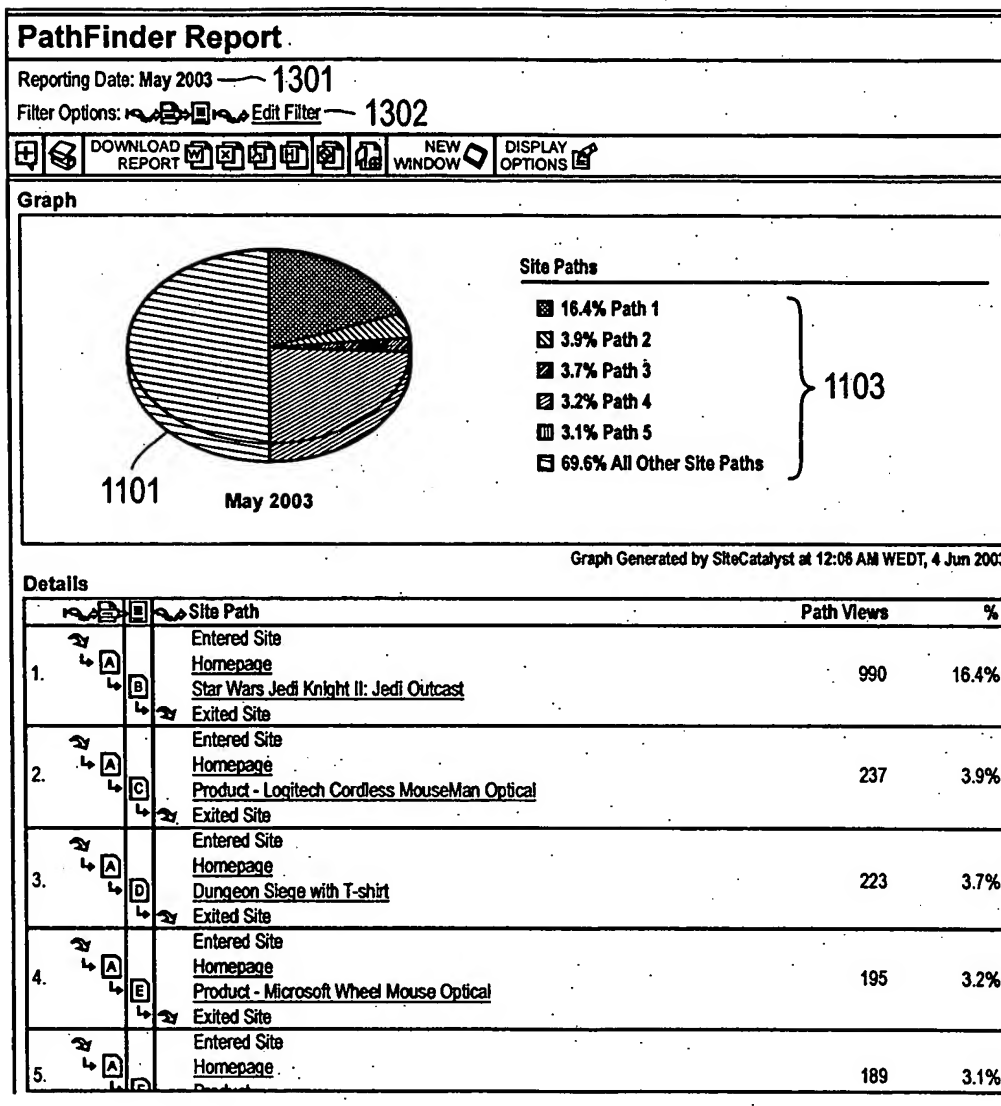 PathFinder Report
Reporting Date: May 2003 1301
Filter Options: Edit Filter 1302
DOWNLOAD REPORT NEW WINDOW DISPLAY OPTIONS
Graph
Site Paths
16.4% Path 1
3.9% Path 2
3.7% Path 3
3.2% Path 4
3.1% Path 5
69.6% All Other Site Paths
1103
1101
May 2003
Graph Generated by SiteCatalyst at 12:06 AM WEDT, 4 Jun 2003
Details
Site Path Path Views %
Entered Site
1. A Homepage 990 16.4%
B Star Wars Jedi Knight II: Jedi Outcast
Exited Site
Entered Site
2. A Homepage 237 3.9%
C Product - Logitech Cordless MouseMan Optical
Exited Site
Entered Site
3. A Homepage 223 3.7%
D Dungeon Siege with T-shirt
Exited Site
Entered Site
4. A Homepage 195 3.2%
E Product - Microsoft Wheel Mouse Optical
Exited Site
Entered Site
5. A Homepage 189 3.1%